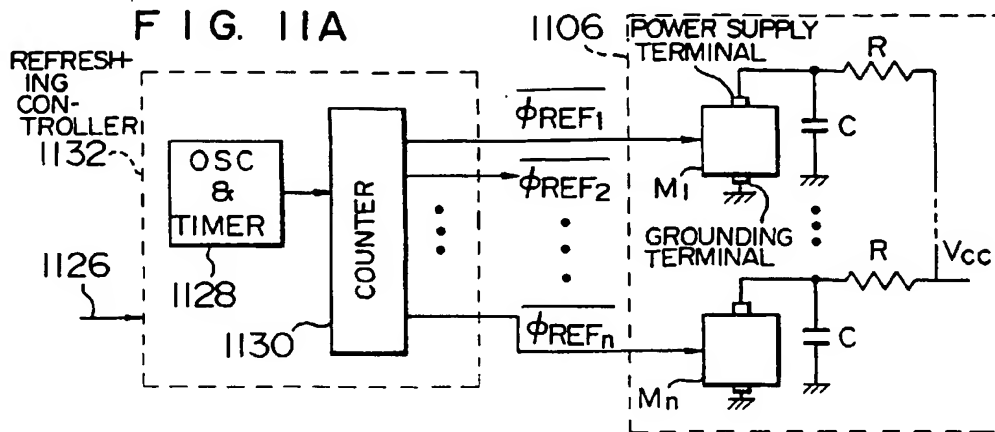 FIG. 11A
REFRESH-
ING
CON-
TROLLER
1132
OSC
&
TIMER
1128
1126
COUNTER
1130
φREF1
φREF2
φREFn
1106
POWER SUPPLY
TERMINAL
R
C
M1
GROUNDING
TERMINAL
R
Vcc
C
Mn